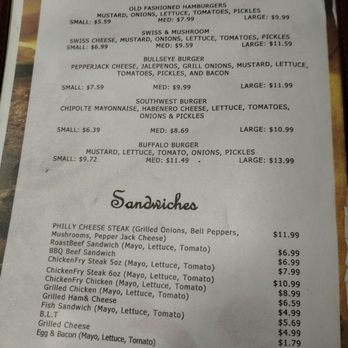 OLD FASHIONED HAMBURGERS
MUSTARD, ONIONS, LETTUCE, TOMATOES, PICKLES
SMALL: $5.59 MED: $7.99 LARGE: $9.99
SWISS & MUSHROOM
SWISS CHEESE, MUSTARD, ONIONS, LETTUCE, TOMATOES, PICKLES
SMALL: $6.99 MED: $9.59 LARGE: $11.59
BULLSEYE BURGER
PEPPERJACK CHEESE, JALEPENOS, GRILL ONIONS, MUSTARD, LETTUCE,
TOMATOES, PICKLES, AND BACON
SMALL: $7.59 MED: $9.99 LARGE: $11.99
SOUTHWEST BURGER
CHIPOLTE MAYONNAISE, HABENERO CHEESE, LETTUCE, TOMATOES,
ONIONS & PICKLES
SMALL: $6.39 MED: $8.69 LARGE: $10.99
BUFFALO BURGER
MUSTARD, LETTUCE, TOMATO, ONIONS, PICKLES
SMALL: $9.72 MED: $11.49 LARGE: $13.99
Sandwiches
PHILLY CHEESE STEAK (Grilled Onions, Bell Peppers,
Mushrooms, Pepper Jack Cheese) $11.99
RoastBeef Sandwich (Mayo, Lettuce, Tomato) $6.99
BBQ Beef Sandwich $6.99
ChickenFry Steak 5oz (Mayo, Lettuce, Tomato) $7.99
ChickenFry Steak 6oz (Mayo, Lettuce, Tomato) $10.99
ChickenFry Chicken (Mayo, Lettuce, Tomato) $8.99
Grilled Chicken (Mayo, Lettuce, Tomato) $6.59
Grilled Ham& Cheese $4.99
Fish Sandwich (Mayo, Lettuce, Tomato) $5.69
B.L.T $4.99
Grilled Cheese $1.79
Egg & Bacon (Mayo, Lettuce, Tomato)